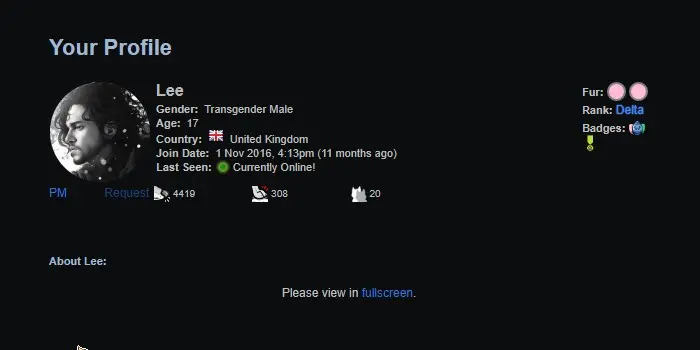 Your Profile
Lee
Gender: Transgender Male
Age: 17
Country: United Kingdom
Join Date: 1 Nov 2016, 4:13pm (11 months ago)
Last Seen: Currently Online!
Fur:
Rank: Delta
Badges:
PM Request 4419 308 20
About Lee:
Please view in fullscreen.